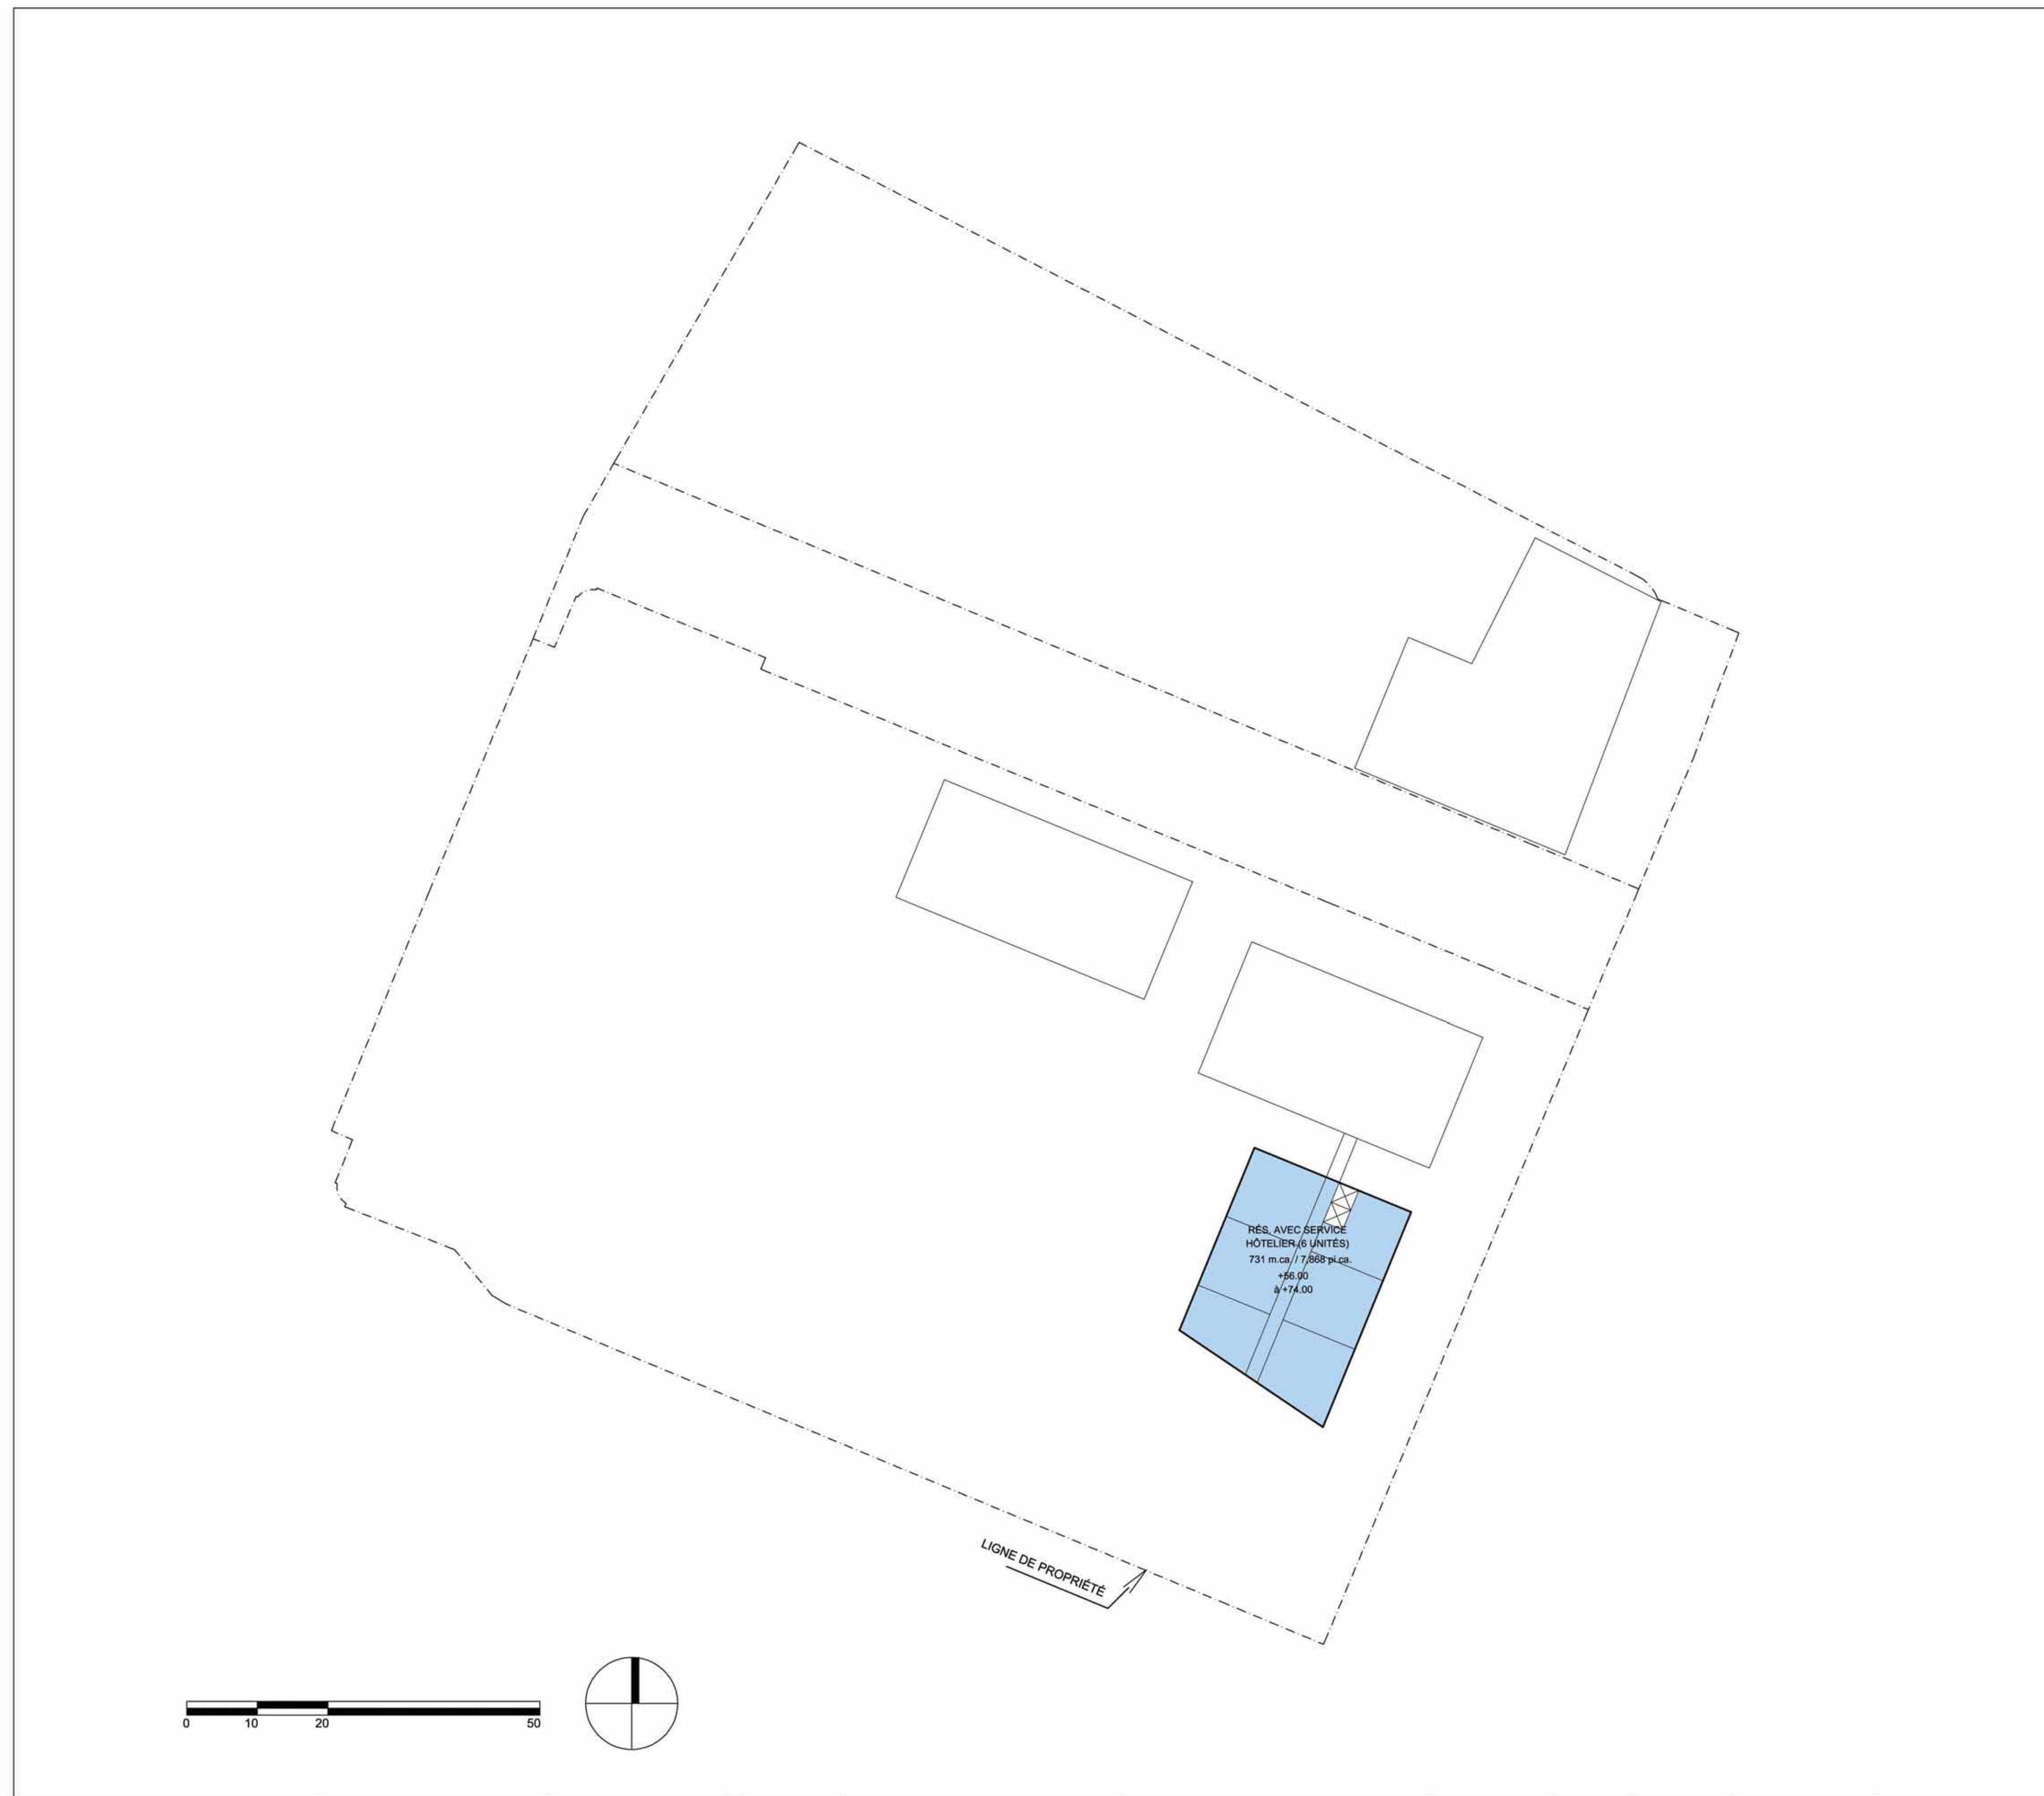 RÉS. AVEC SERVICE
HÔTELIER (6 UNITÉS)
731 m.ca. / 7,868 pi.ca.
+56.00
à +74.00
LIGNE DE PROPRIÉTÉ
0 10 20 50